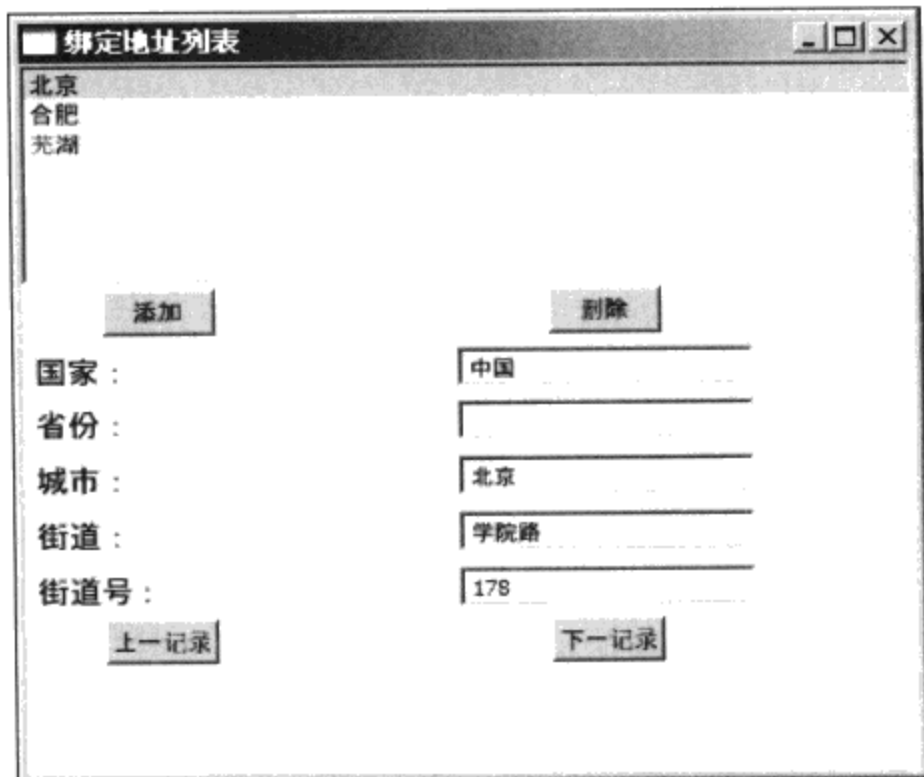 绑定地址列表
北京
合肥
芜湖
添加 删除
国家： 中国
省份：
城市： 北京
街道： 学院路
街道号： 178
上一记录 下一记录